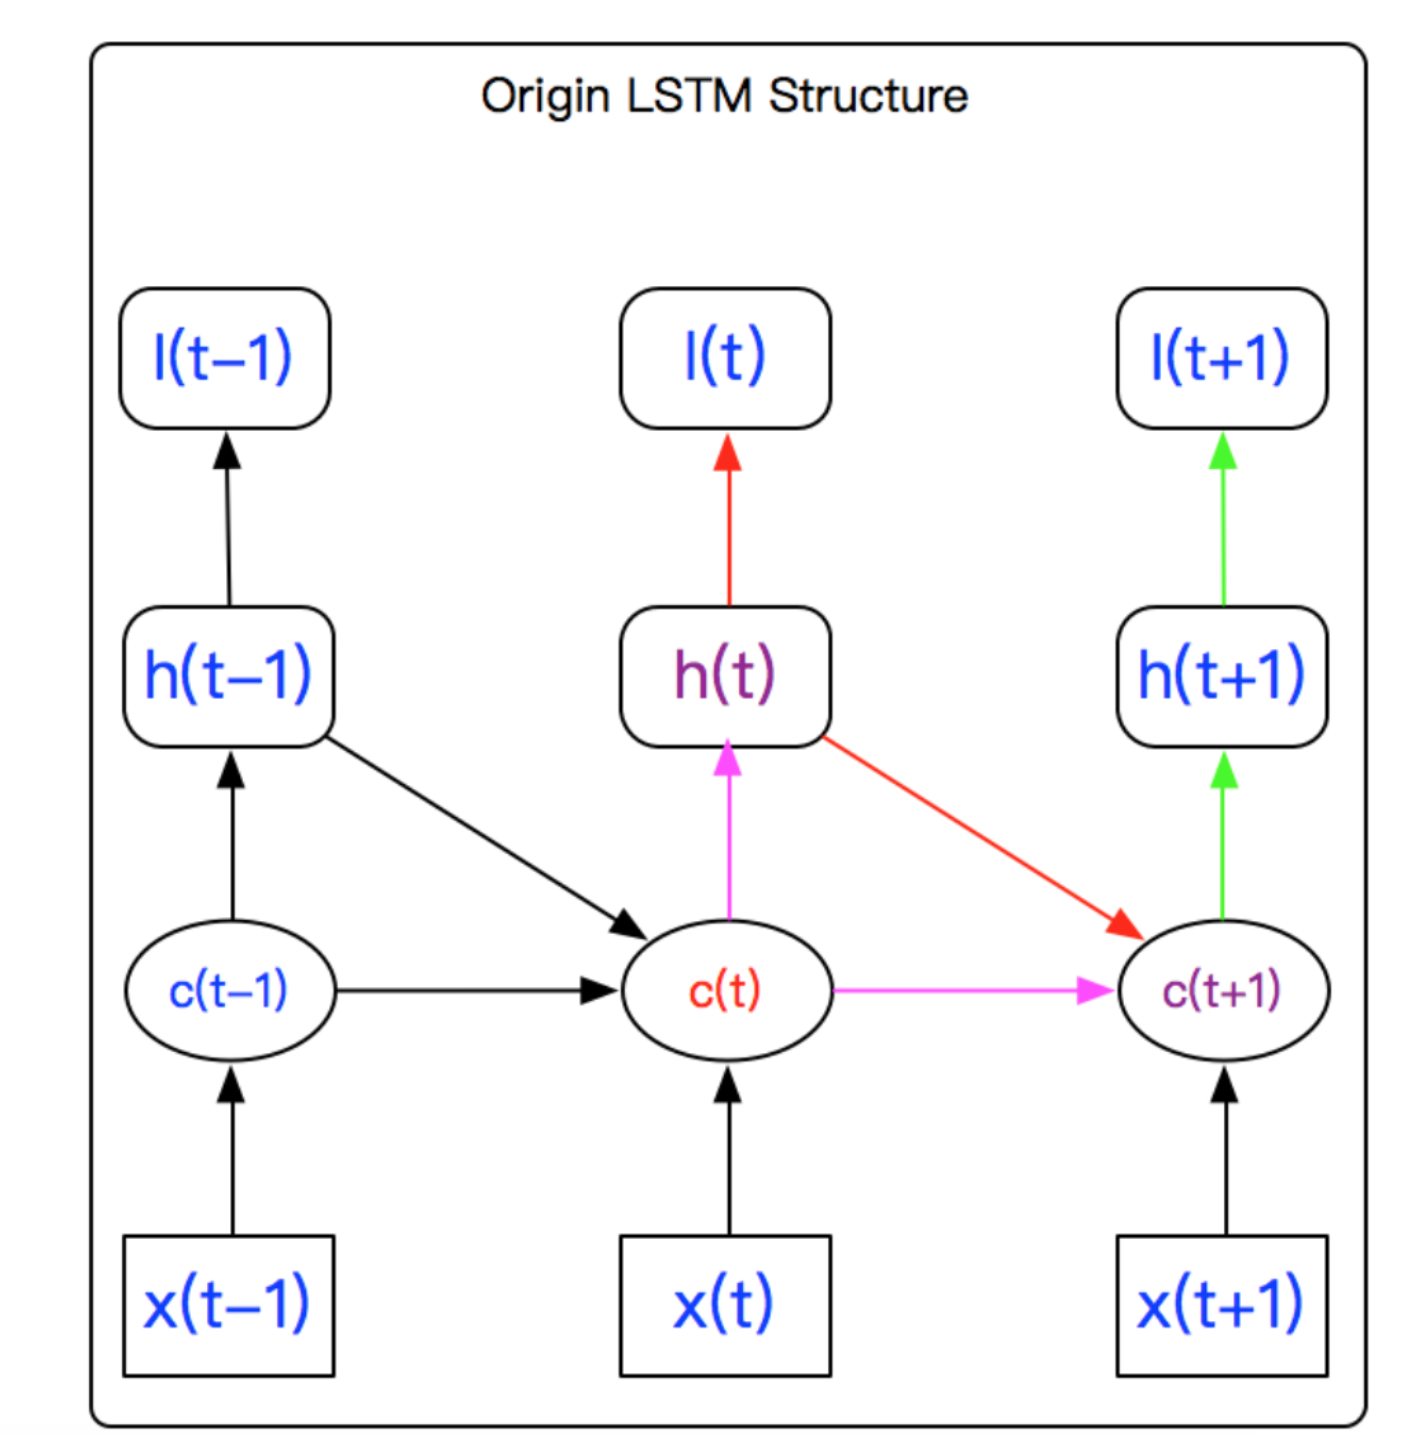 Origin LSTM Structure
l(t−1) l(t) l(t+1)
h(t−1) h(t) h(t+1)
c(t−1) c(t) c(t+1)
x(t−1) x(t) x(t+1)